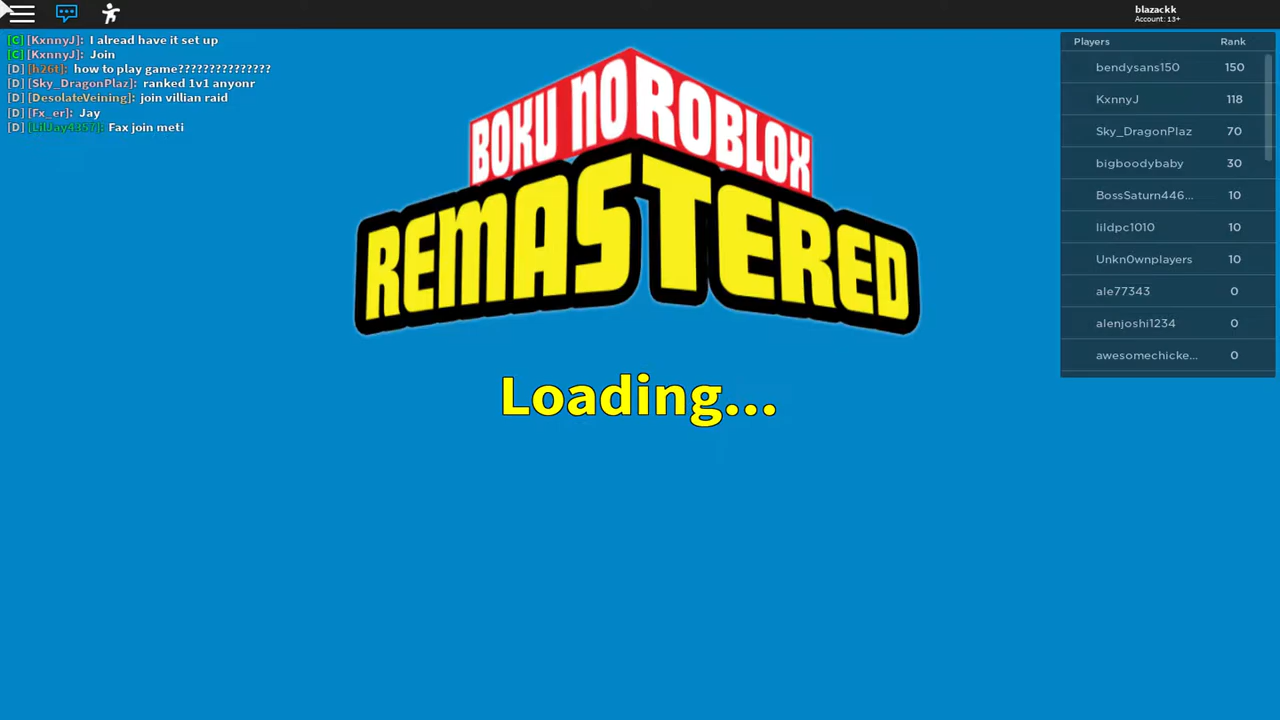 blazackk
Account: 13+
[C] [KxnnyJ]: I alread have it set up
[C] [KxnnyJ]: Join
[D] [h26t]: how to play game???????????????
[D] [Sky_DragonPlaz]: ranked 1v1 anyonr
[D] [DesolateVeining]: join villian raid
[D] [Fx_er]: Jay
[D] [LilJay4357]: Fax join meti
Players Rank
bendysans150 150
KxnnyJ 118
Sky_DragonPlaz 70
bigboodybaby 30
BossSaturn446... 10
lildpc1010 10
Unkn0wnplayers 10
ale77343 0
alenjoshi1234 0
awesomechicke... 0
BOKU NO ROBLOX
REMASTERED
Loading...